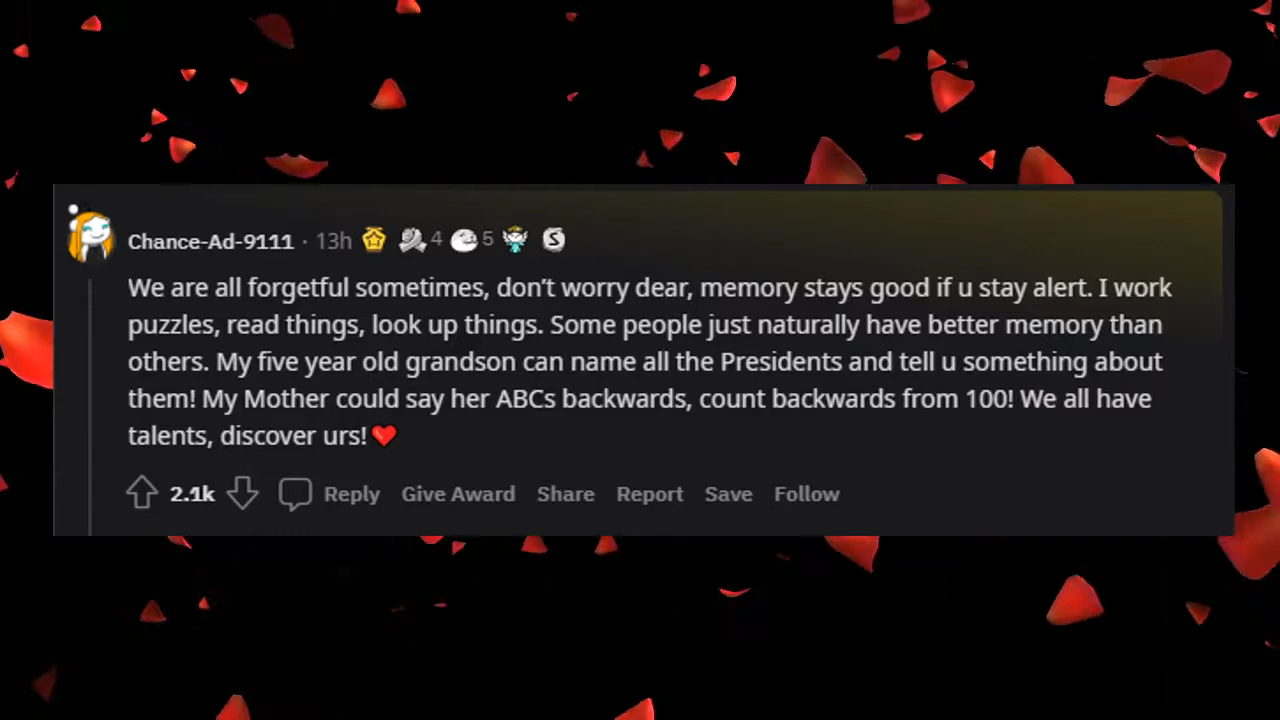 Chance-Ad-9111 · 13h 4 5 S
We are all forgetful sometimes, don't worry dear, memory stays good if u stay alert. I work
puzzles, read things, look up things. Some people just naturally have better memory than
others. My five year old grandson can name all the Presidents and tell u something about
them! My Mother could say her ABCs backwards, count backwards from 100! We all have
talents, discover urs!❤️
2.1k Reply Give Award Share Report Save Follow